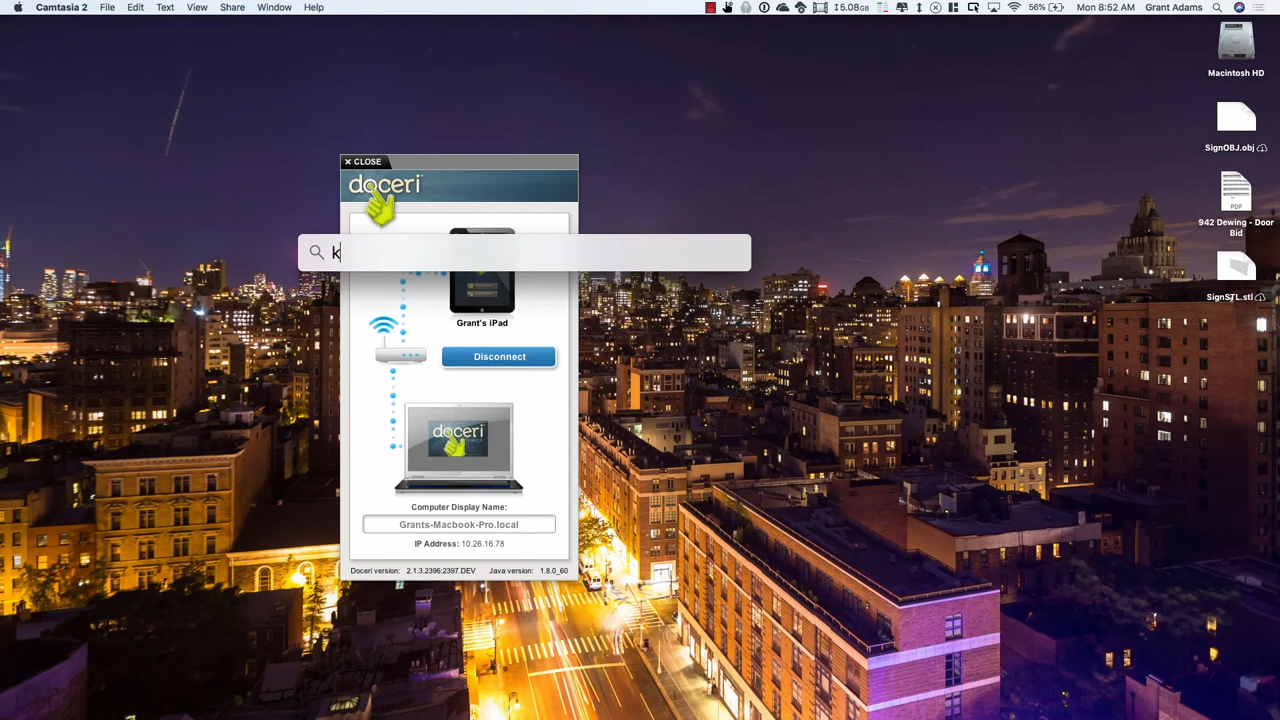 Camtasia 2 File Edit Text View Share Window Help 5.08GB 56% Mon 8:52 AM Grant Adams
Macintosh HD
SignOBJ.obj
PDF
942 Dewing - Door
Bid
SignSTL.stl
CLOSE
doceri™
k
Grant's iPad
Disconnect
doceri
Computer Display Name:
Grants-Macbook-Pro.local
IP Address: 10.26.16.78
Doceri version: 2.1.3.2396:2397.DEV Java version: 1.8.0_60